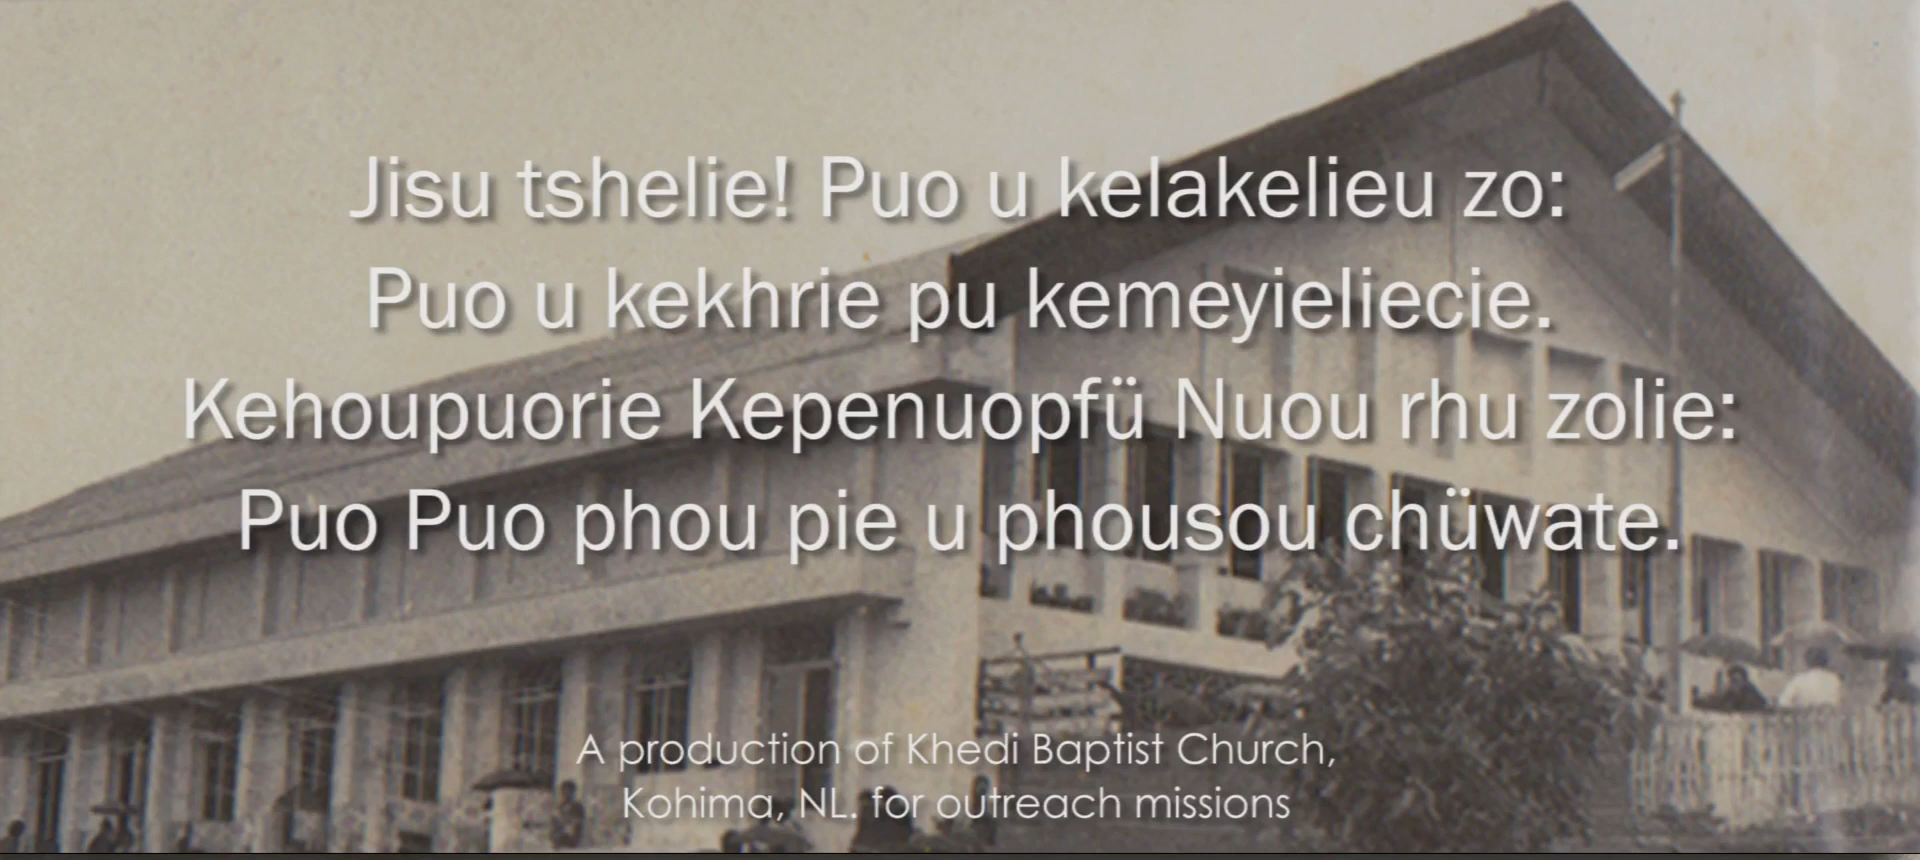 Jisu tshelie! Puo u kelakelieu zo:
Puo u kekhrie pu kemeyieliecie.
Kehoupuorie Kepenuopfü Nuou rhu zolie:
Puo Puo phou pie u phousou chüwate.
A production of Khedi Baptist Church,
Kohima, NL. for outreach missions